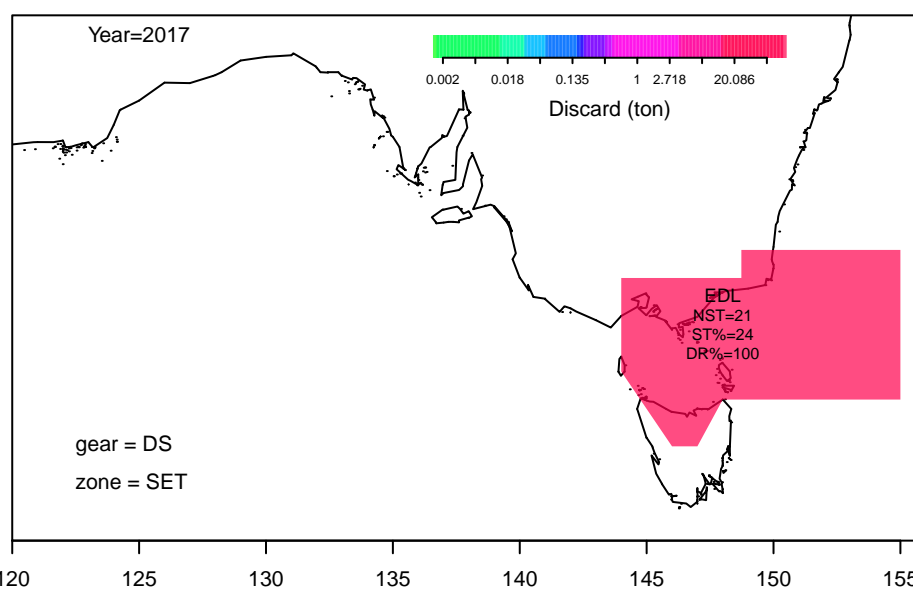 Year=2017
0.002 0.018 0.135 1 2.718 20.086
Discard (ton)
EDL
NST=21
ST%=24
DR%=100
gear = DS
zone = SET
120 125 130 135 140 145 150 155